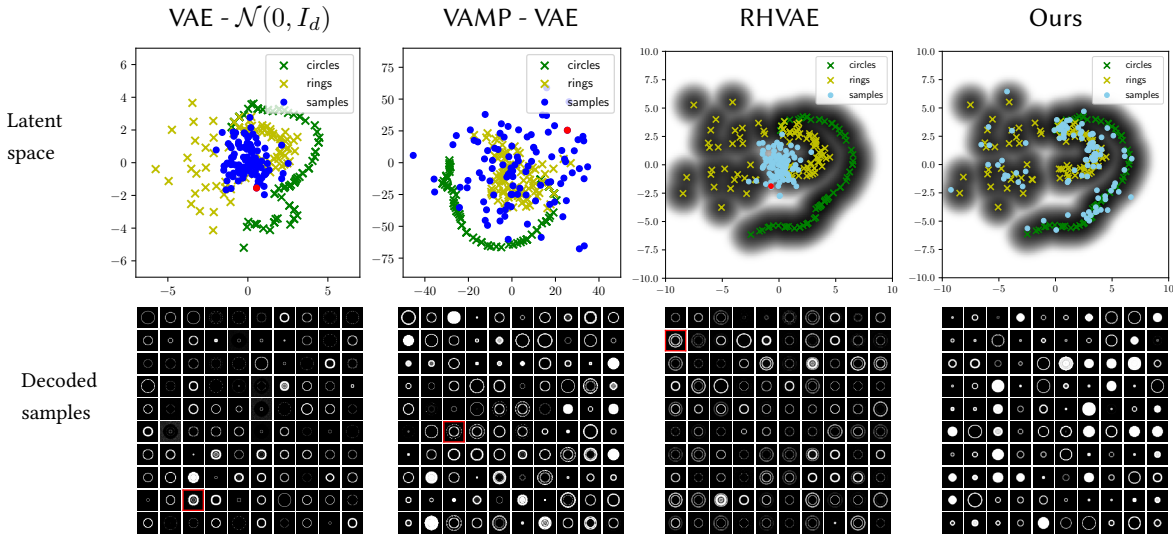 VAE - 𝒩(0, I_d)
VAMP - VAE
RHVAE
Ours
Latent
space
6
4
2
0
−2
−4
−6
circles
rings
samples
−5
0
5
75
50
25
0
−25
−50
−75
circles
rings
samples
−40
−20
0
20
40
10.0
7.5
5.0
2.5
0.0
−2.5
−5.0
−7.5
−10.0
circles
rings
samples
−10
−5
0
5
10
10.0
7.5
5.0
2.5
0.0
−2.5
−5.0
−7.5
−10.0
circles
rings
samples
−10
−5
0
5
10
Decoded
samples